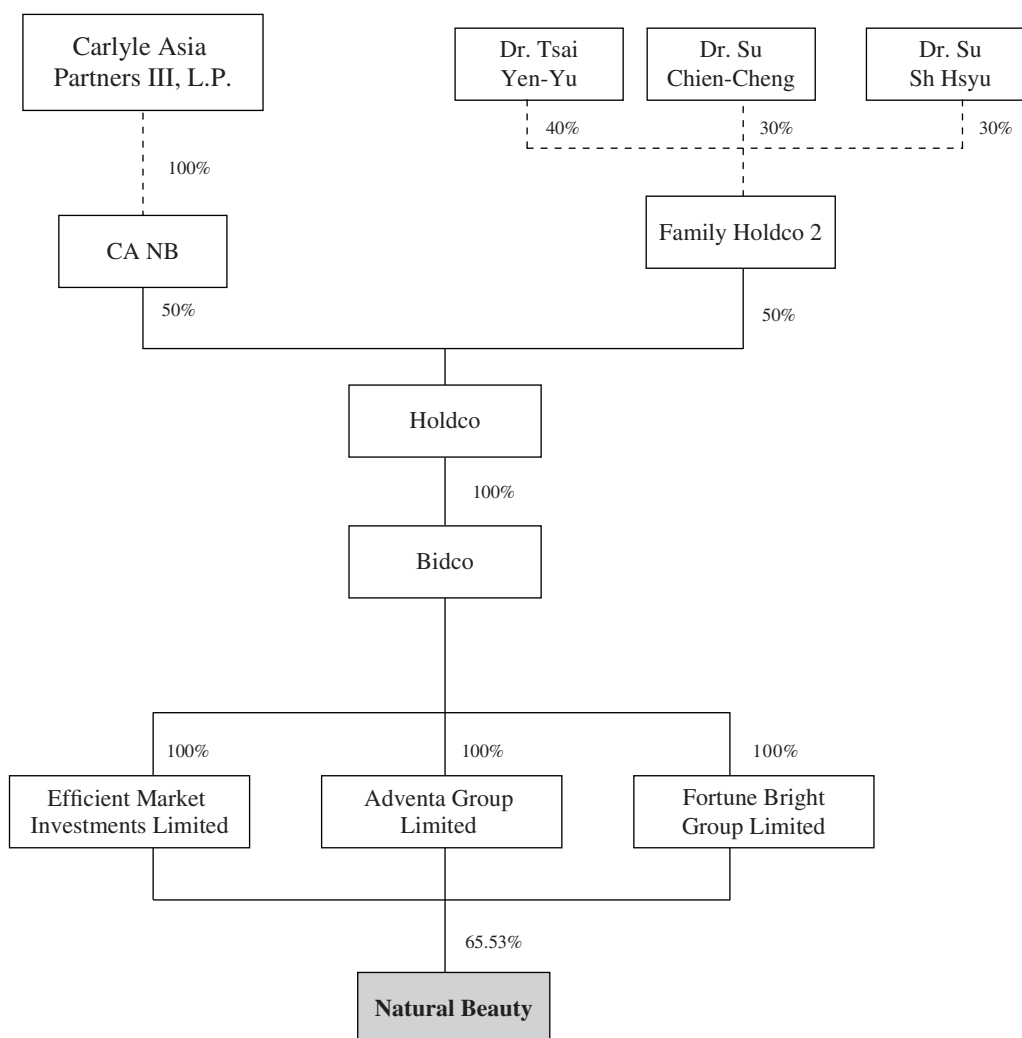 Carlyle Asia
Partners III, L.P.
Dr. Tsai
Yen-Yu
Dr. Su
Chien-Cheng
Dr. Su
Sh Hsyu
40%
30%
30%
100%
CA NB
Family Holdco 2
50%
50%
Holdco
100%
Bidco
100%
100%
100%
Efficient Market
Investments Limited
Adventa Group
Limited
Fortune Bright
Group Limited
65.53%
Natural Beauty